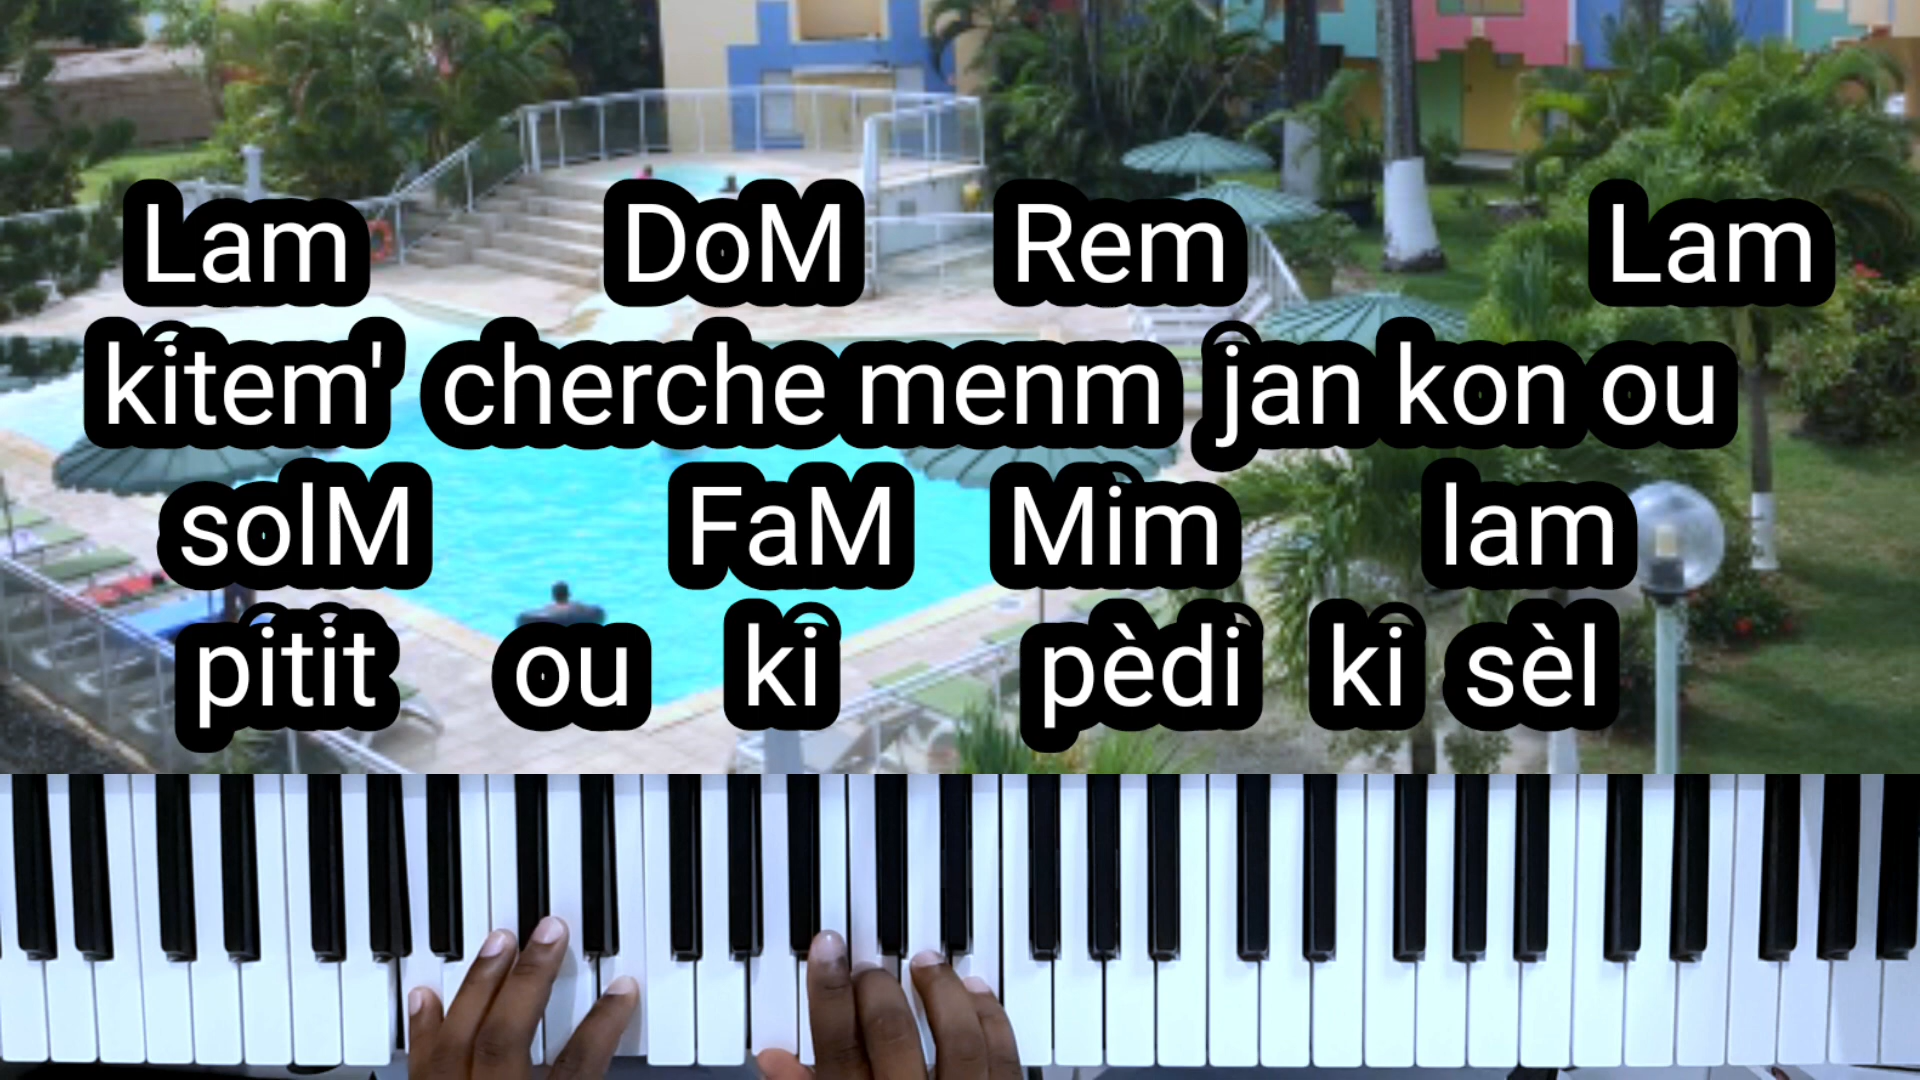 Lam DoM Rem Lam
kitem' cherche menm jan kon ou
solM FaM Mim lam
pitit ou ki pèdi ki sèl